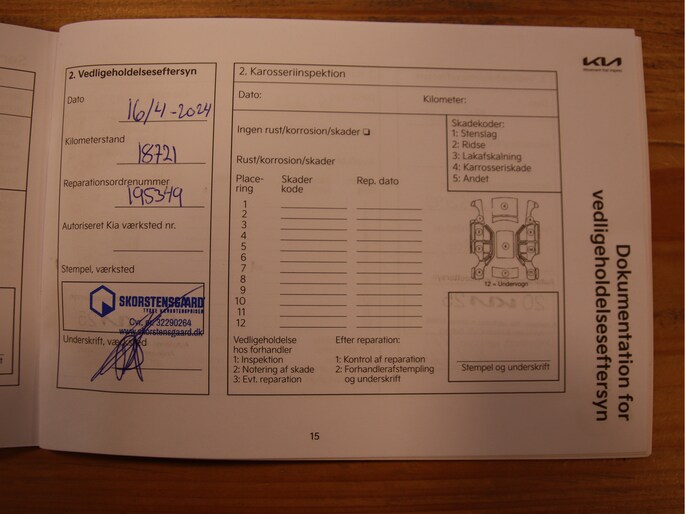 2. Vedligeholdelseseftersyn
Dato
16/4-2024
Kilometerstand
18721
Reparationsordrenummer
195349
Autoriseret Kia værksted nr.
Stempel, værksted
SKORSTENSGAARD
Cvr. nr. 32290264
www.skorstensgaard.dk
Underskrift, værksted
2. Karosseriinspektion
Dato:
Kilometer:
Ingen rust/korrosion/skader
Rust/korrosion/skader
Place-
ring
Skader
kode
Rep. dato
1
2
3
4
5
6
7
8
9
10
11
12
Skadekoder:
1: Stenslag
2: Ridse
3: Lakafskalning
4: Karrosseriskade
5: Andet
12 = Undervogn
Vedligeholdelse
hos forhandler
1: Inspektion
2: Notering af skade
3: Evt. reparation
Efter reparation:
1: Kontrol af reparation
2: Forhandlerafstempling
og underskrift
Stempel og underskrift
KIA
Dokumentation for
vedligeholdelseseftersyn
15